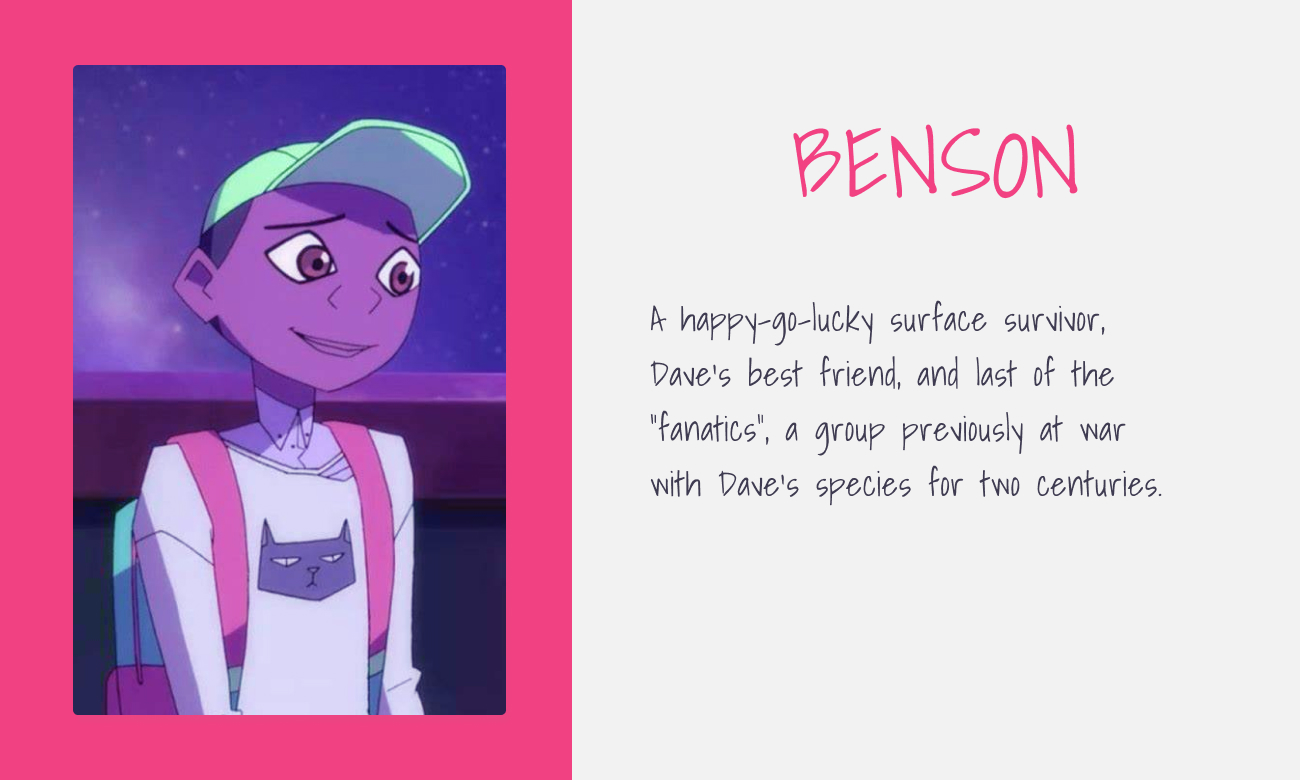 BENSON
A happy-go-lucky surface survivor,
Dave's best friend, and last of the
"fanatics", a group previously at war
with Dave's species for two centuries.